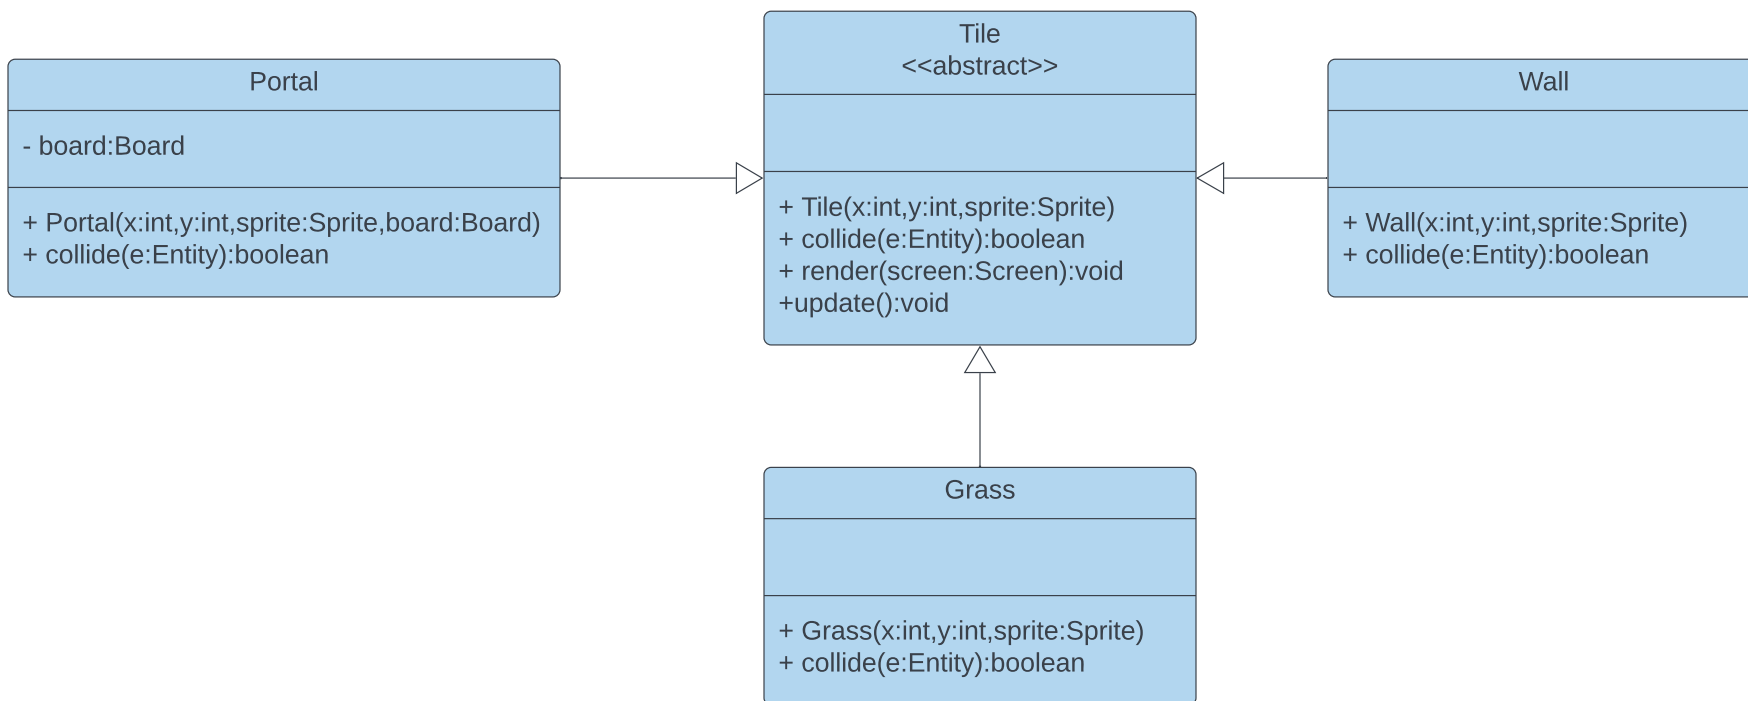 Portal
- board:Board
+ Portal(x:int,y:int,sprite:Sprite,board:Board)
+ collide(e:Entity):boolean
Tile
<<abstract>>
+ Tile(x:int,y:int,sprite:Sprite)
+ collide(e:Entity):boolean
+ render(screen:Screen):void
+update():void
Wall
+ Wall(x:int,y:int,sprite:Sprite)
+ collide(e:Entity):boolean
Grass
+ Grass(x:int,y:int,sprite:Sprite)
+ collide(e:Entity):boolean